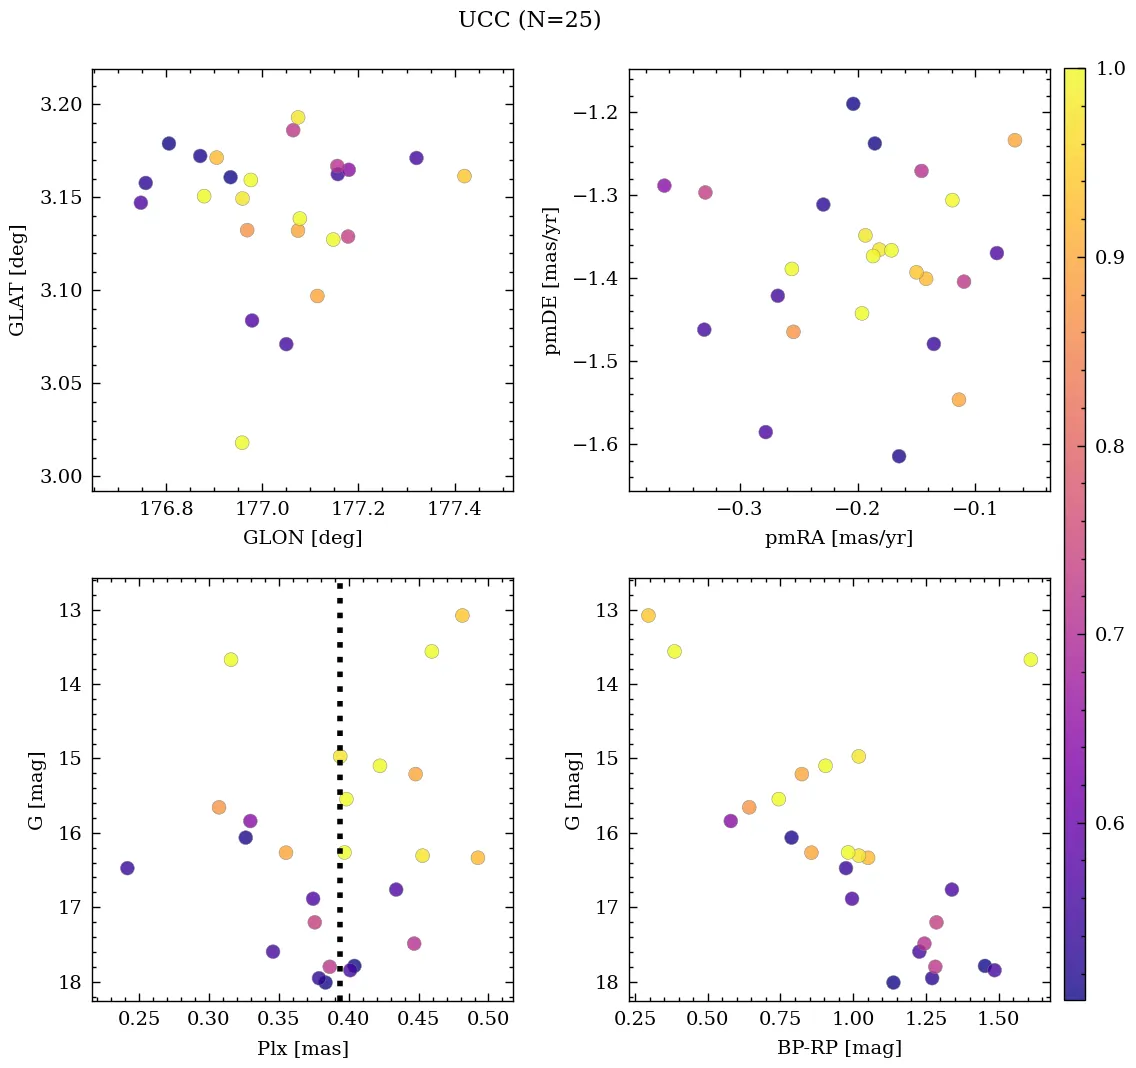 UCC (N=25)
3.20
3.15
3.10
3.05
3.00
GLAT [deg]
176.8 177.0 177.2 177.4
GLON [deg]
−1.2
−1.3
−1.4
−1.5
−1.6
pmDE [mas/yr]
−0.3 −0.2 −0.1
pmRA [mas/yr]
1.0
0.9
0.8
0.7
0.6
13
14
15
16
17
18
G [mag]
0.25 0.30 0.35 0.40 0.45 0.50
Plx [mas]
13
14
15
16
17
18
G [mag]
0.25 0.50 0.75 1.00 1.25 1.50
BP-RP [mag]